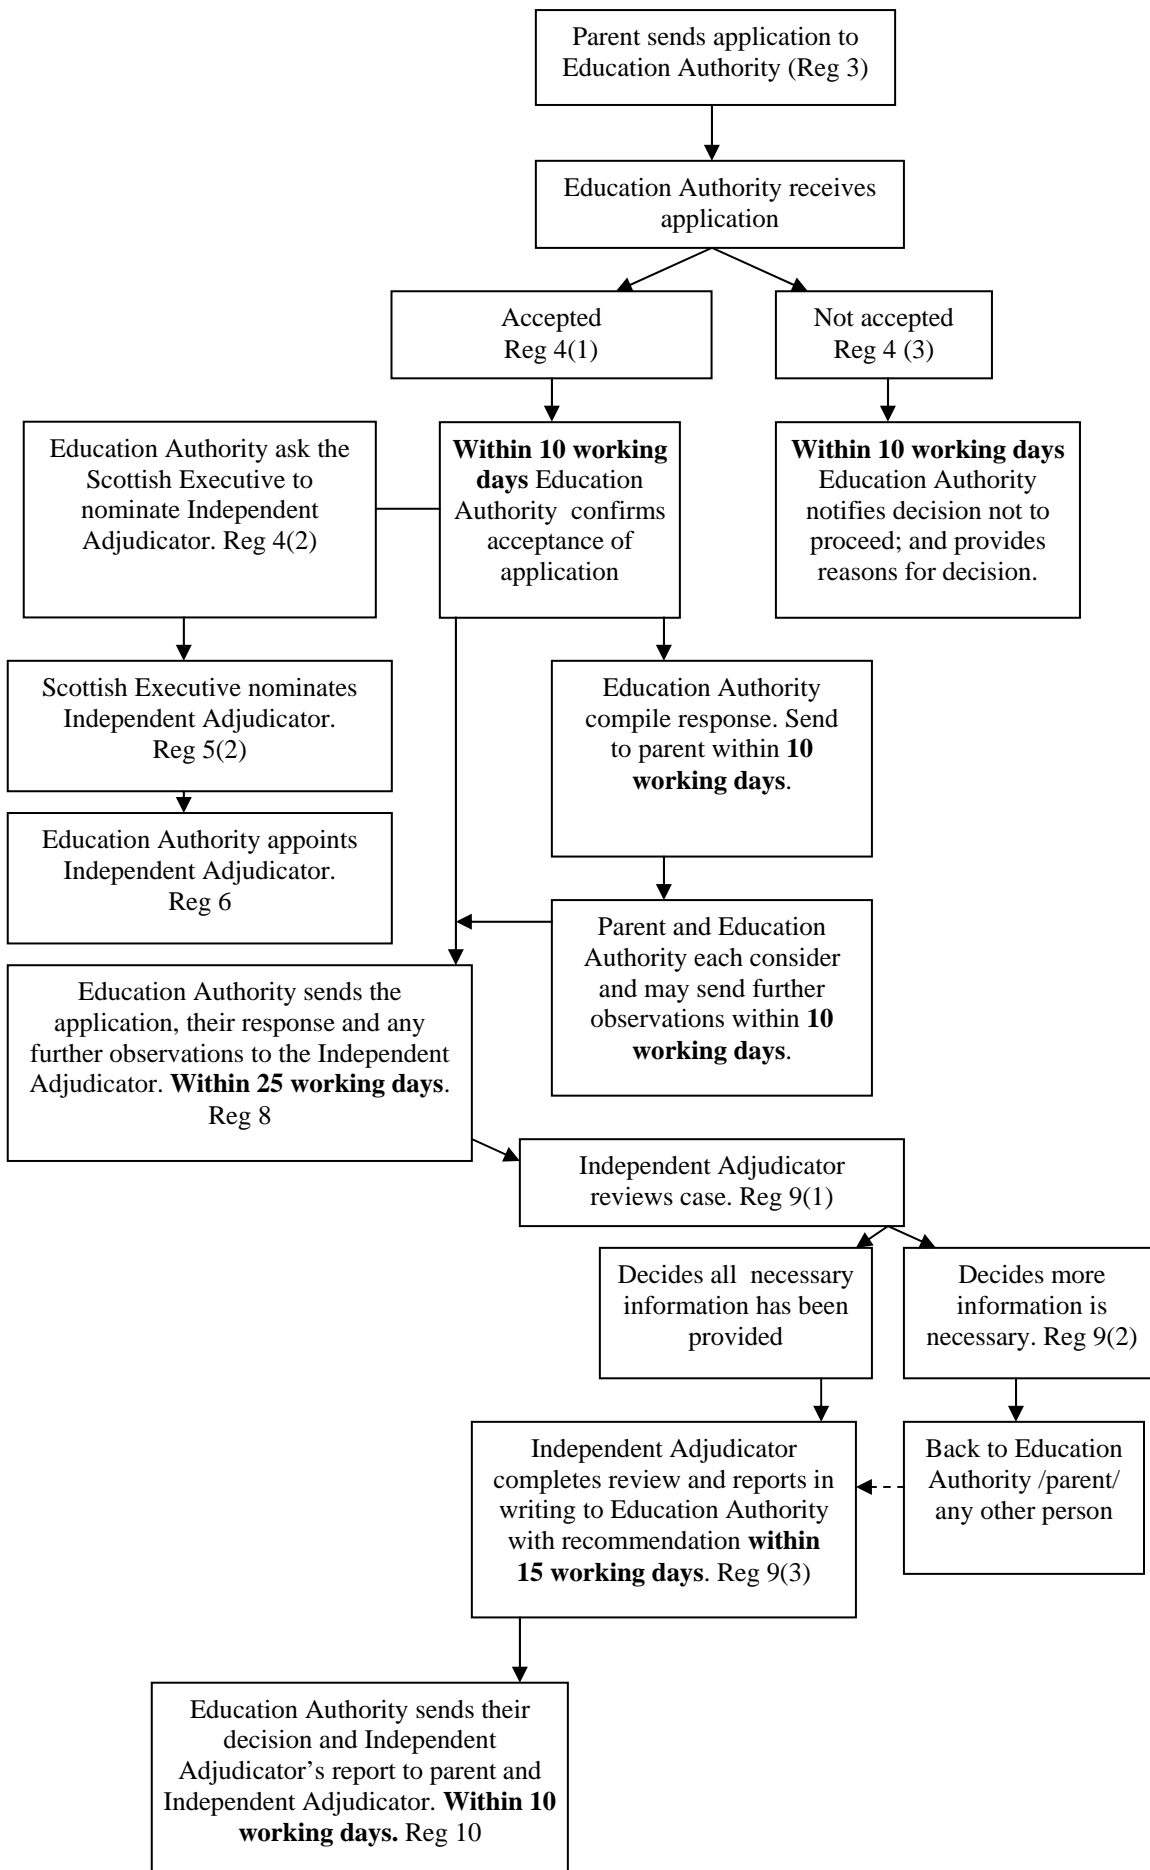 Parent sends application to
Education Authority (Reg 3)
Education Authority receives
application
Accepted
Reg 4(1)
Not accepted
Reg 4 (3)
Education Authority ask the
Scottish Executive to
nominate Independent
Adjudicator. Reg 4(2)
Within 10 working
days Education
Authority confirms
acceptance of
application
Within 10 working days
Education Authority
notifies decision not to
proceed; and provides
reasons for decision.
Scottish Executive nominates
Independent Adjudicator.
Reg 5(2)
Education Authority
compile response. Send
to parent within 10
working days.
Education Authority appoints
Independent Adjudicator.
Reg 6
Parent and Education
Authority each consider
and may send further
observations within 10
working days.
Education Authority sends the
application, their response and any
further observations to the Independent
Adjudicator. Within 25 working days.
Reg 8
Independent Adjudicator
reviews case. Reg 9(1)
Decides all necessary
information has been
provided
Decides more
information is
necessary. Reg 9(2)
Independent Adjudicator
completes review and reports in
writing to Education Authority
with recommendation within
15 working days. Reg 9(3)
Back to Education
Authority /parent/
any other person
Education Authority sends their
decision and Independent
Adjudicator’s report to parent and
Independent Adjudicator. Within 10
working days. Reg 10